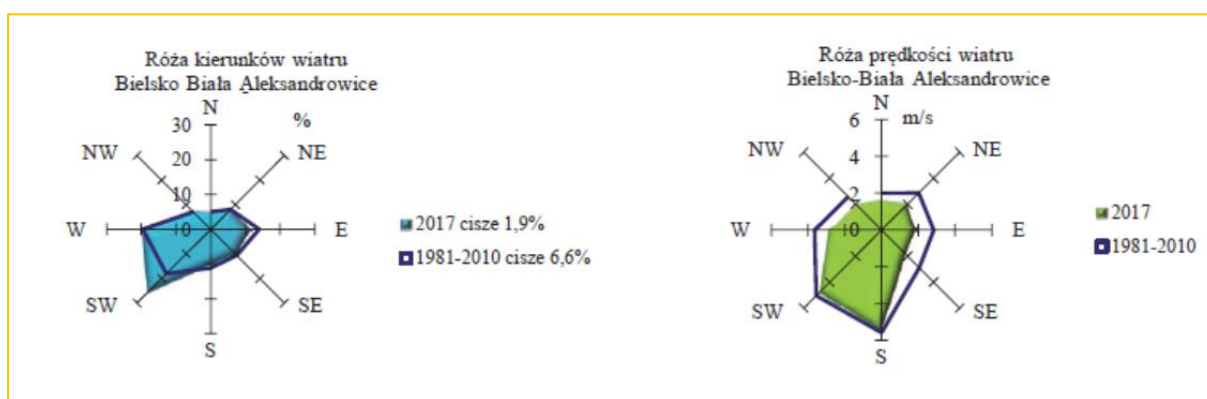 Róża kierunków wiatru
Bielsko Biała Aleksandrowice
N
30
%
NW
NE
20
10
W
0
E
SW
SE
S
2017 cisze 1,9%
1981-2010 cisze 6,6%
Róża prędkości wiatru
Bielsko-Biała Aleksandrowice
N
6
m/s
NW
NE
4
2
W
0
E
SW
SE
S
2017
1981-2010